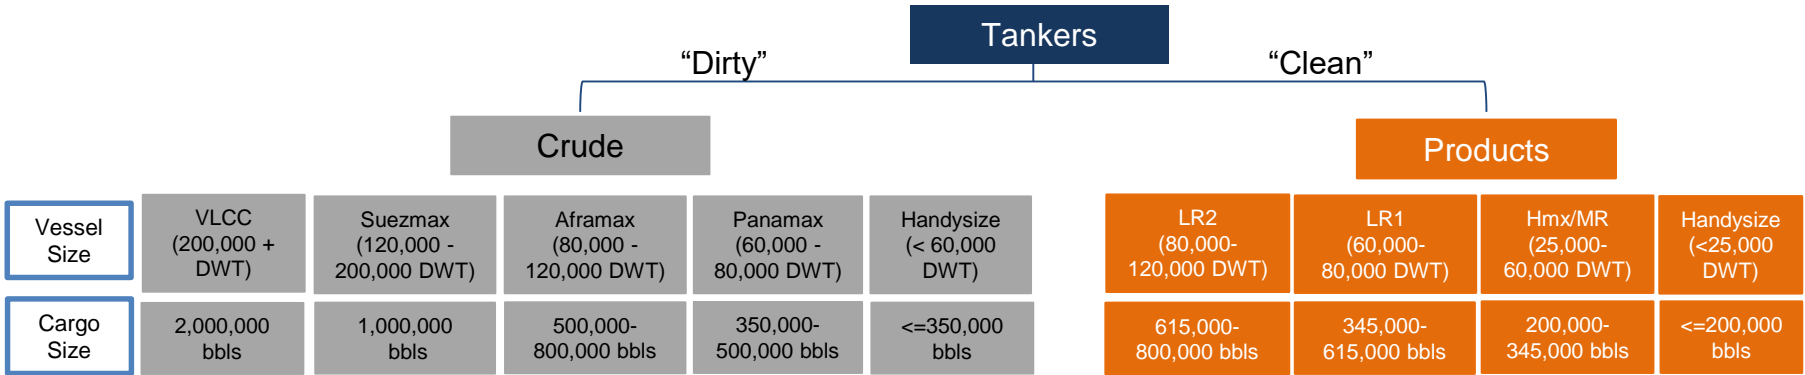 Tankers
“Dirty”
“Clean”
Crude
Products
Vessel
Size
VLCC
(200,000 +
DWT)
Suezmax
(120,000 -
200,000 DWT)
Aframax
(80,000 -
120,000 DWT)
Panamax
(60,000 -
80,000 DWT)
Handysize
(< 60,000
DWT)
LR2
(80,000-
120,000 DWT)
LR1
(60,000-
80,000 DWT)
Hmx/MR
(25,000-
60,000 DWT)
Handysize
(<25,000
DWT)
Cargo
Size
2,000,000
bbls
1,000,000
bbls
500,000-
800,000 bbls
350,000-
500,000 bbls
<=350,000
bbls
615,000-
800,000 bbls
345,000-
615,000 bbls
200,000-
345,000 bbls
<=200,000
bbls